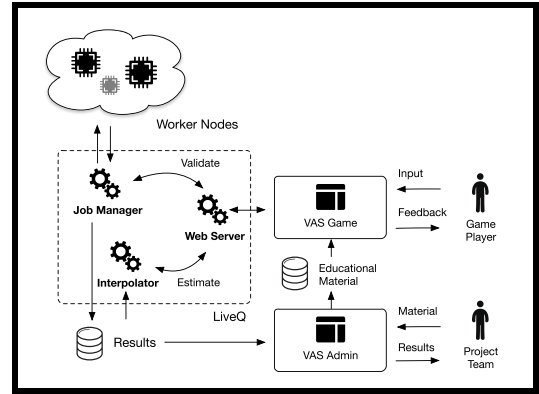 Worker Nodes
Validate
Job Manager
Web Server
Interpolator
Estimate
LiveQ
Results
VAS Game
Input
Feedback
Game
Player
Educational
Material
VAS Admin
Material
Results
Project
Team